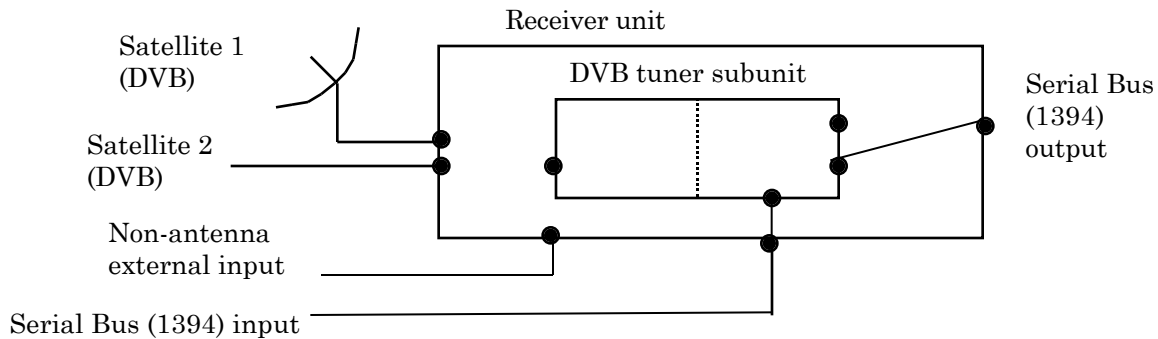 Receiver unit
Satellite 1
(DVB)
DVB tuner subunit
Serial Bus
(1394)
output
Satellite 2
(DVB)
Non-antenna
external input
Serial Bus (1394) input